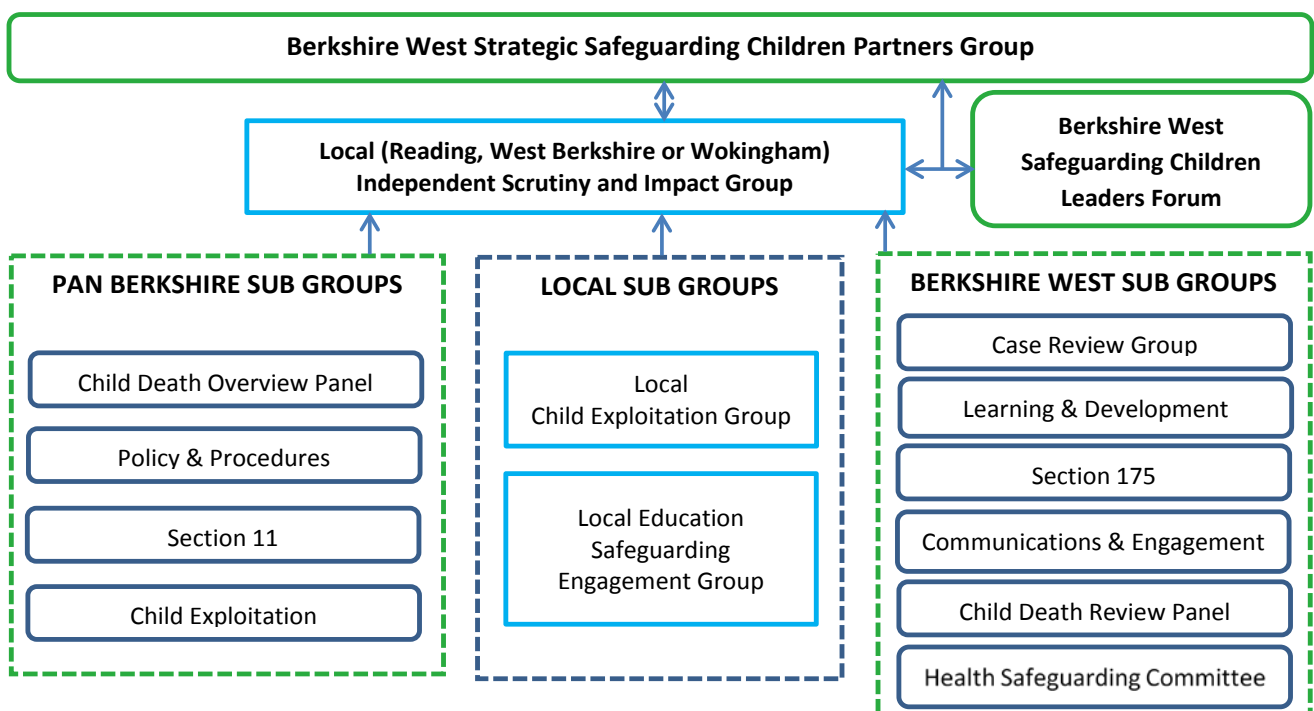 Berkshire West Strategic Safeguarding Children Partners Group
Local (Reading, West Berkshire or Wokingham)
Independent Scrutiny and Impact Group
Berkshire West
Safeguarding Children
Leaders Forum
PAN BERKSHIRE SUB GROUPS
Child Death Overview Panel
Policy & Procedures
Section 11
Child Exploitation
LOCAL SUB GROUPS
Local
Child Exploitation Group
Local Education
Safeguarding
Engagement Group
BERKSHIRE WEST SUB GROUPS
Case Review Group
Learning & Development
Section 175
Communications & Engagement
Child Death Review Panel
Health Safeguarding Committee